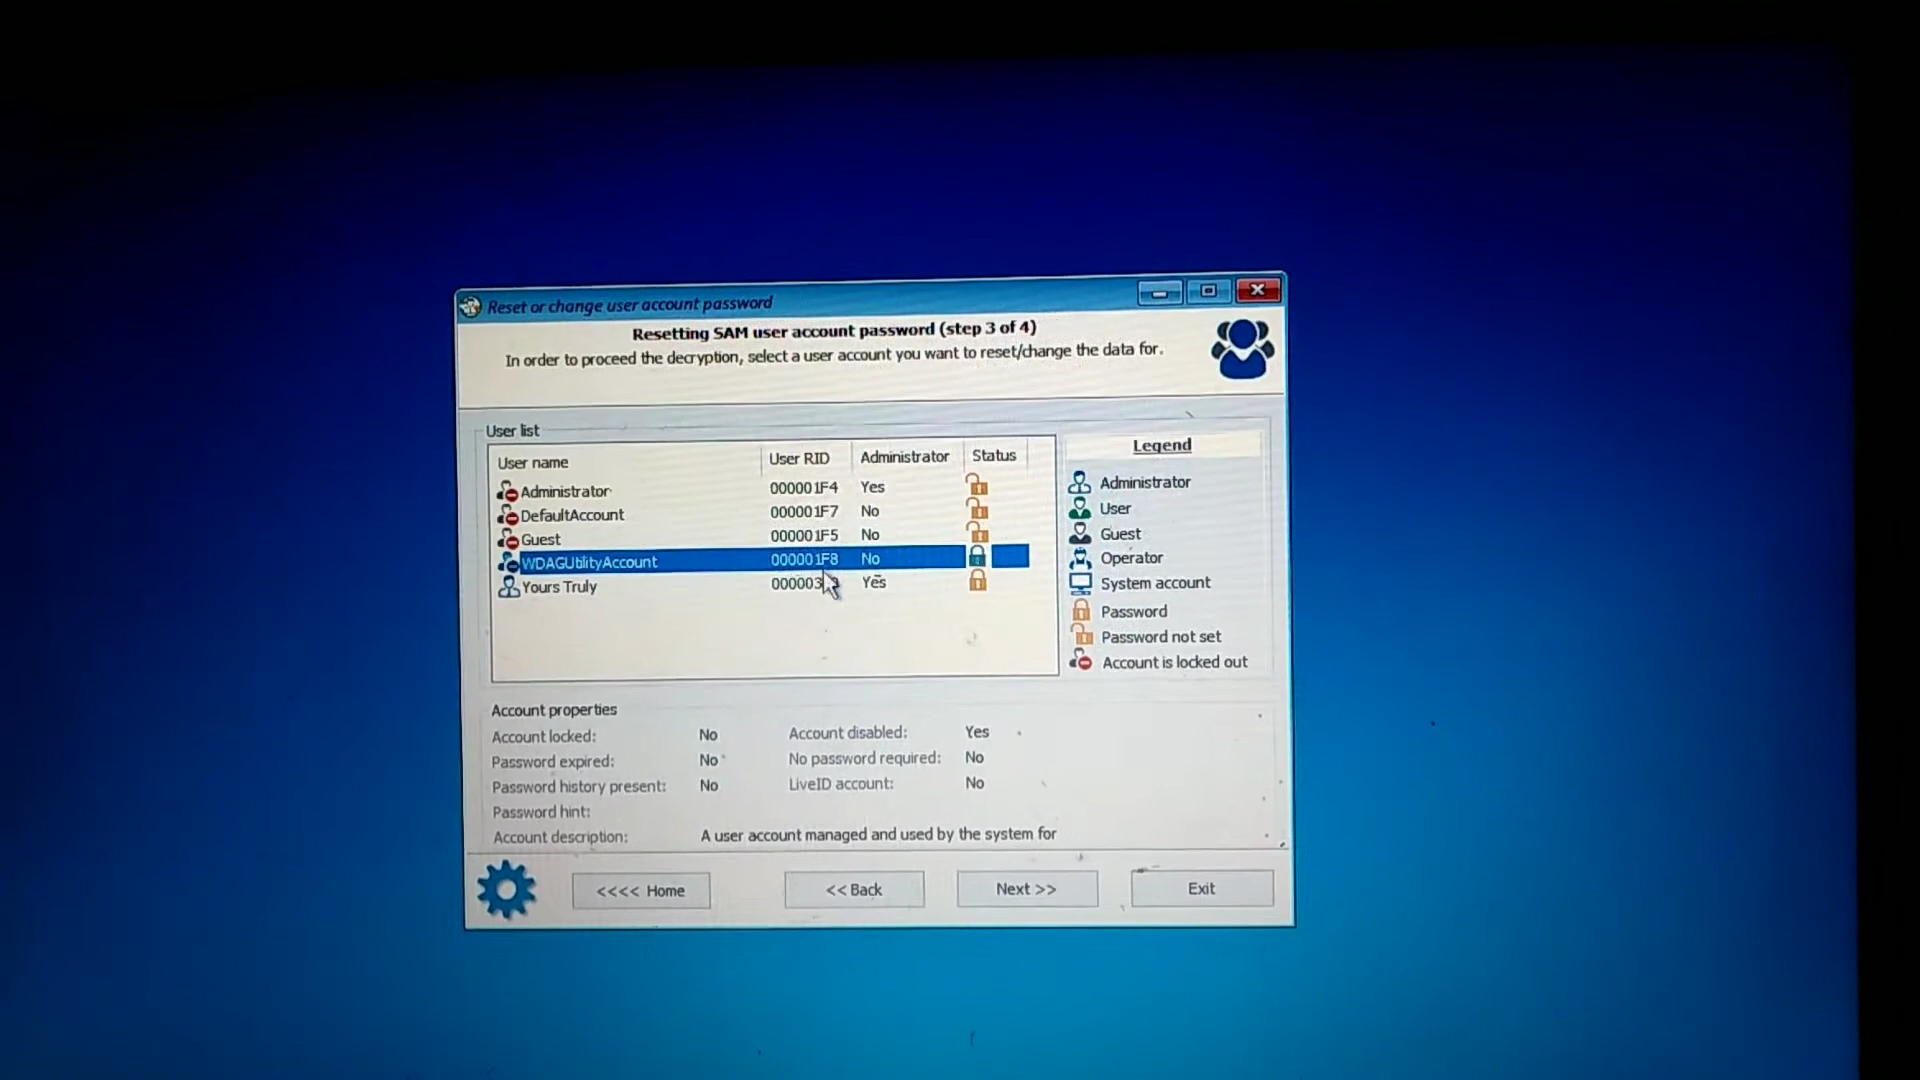 Reset or change user account password
Resetting SAM user account password (step 3 of 4)
In order to proceed the decryption, select a user account you want to reset/change the data for.
User list
User name User RID Administrator Status
Administrator 000001F4 Yes
DefaultAccount 000001F7 No
Guest 000001F5 No
WDAGUtilityAccount 000001F8 No
Yours Truly Yes
Legend
Administrator
User
Guest
Operator
System account
Password
Password not set
Account is locked out
Account properties
Account locked: No Account disabled: Yes
Password expired: No No password required: No
Password history present: No LiveID account: No
Password hint:
Account description: A user account managed and used by the system for
<<<< Home << Back Next >> Exit